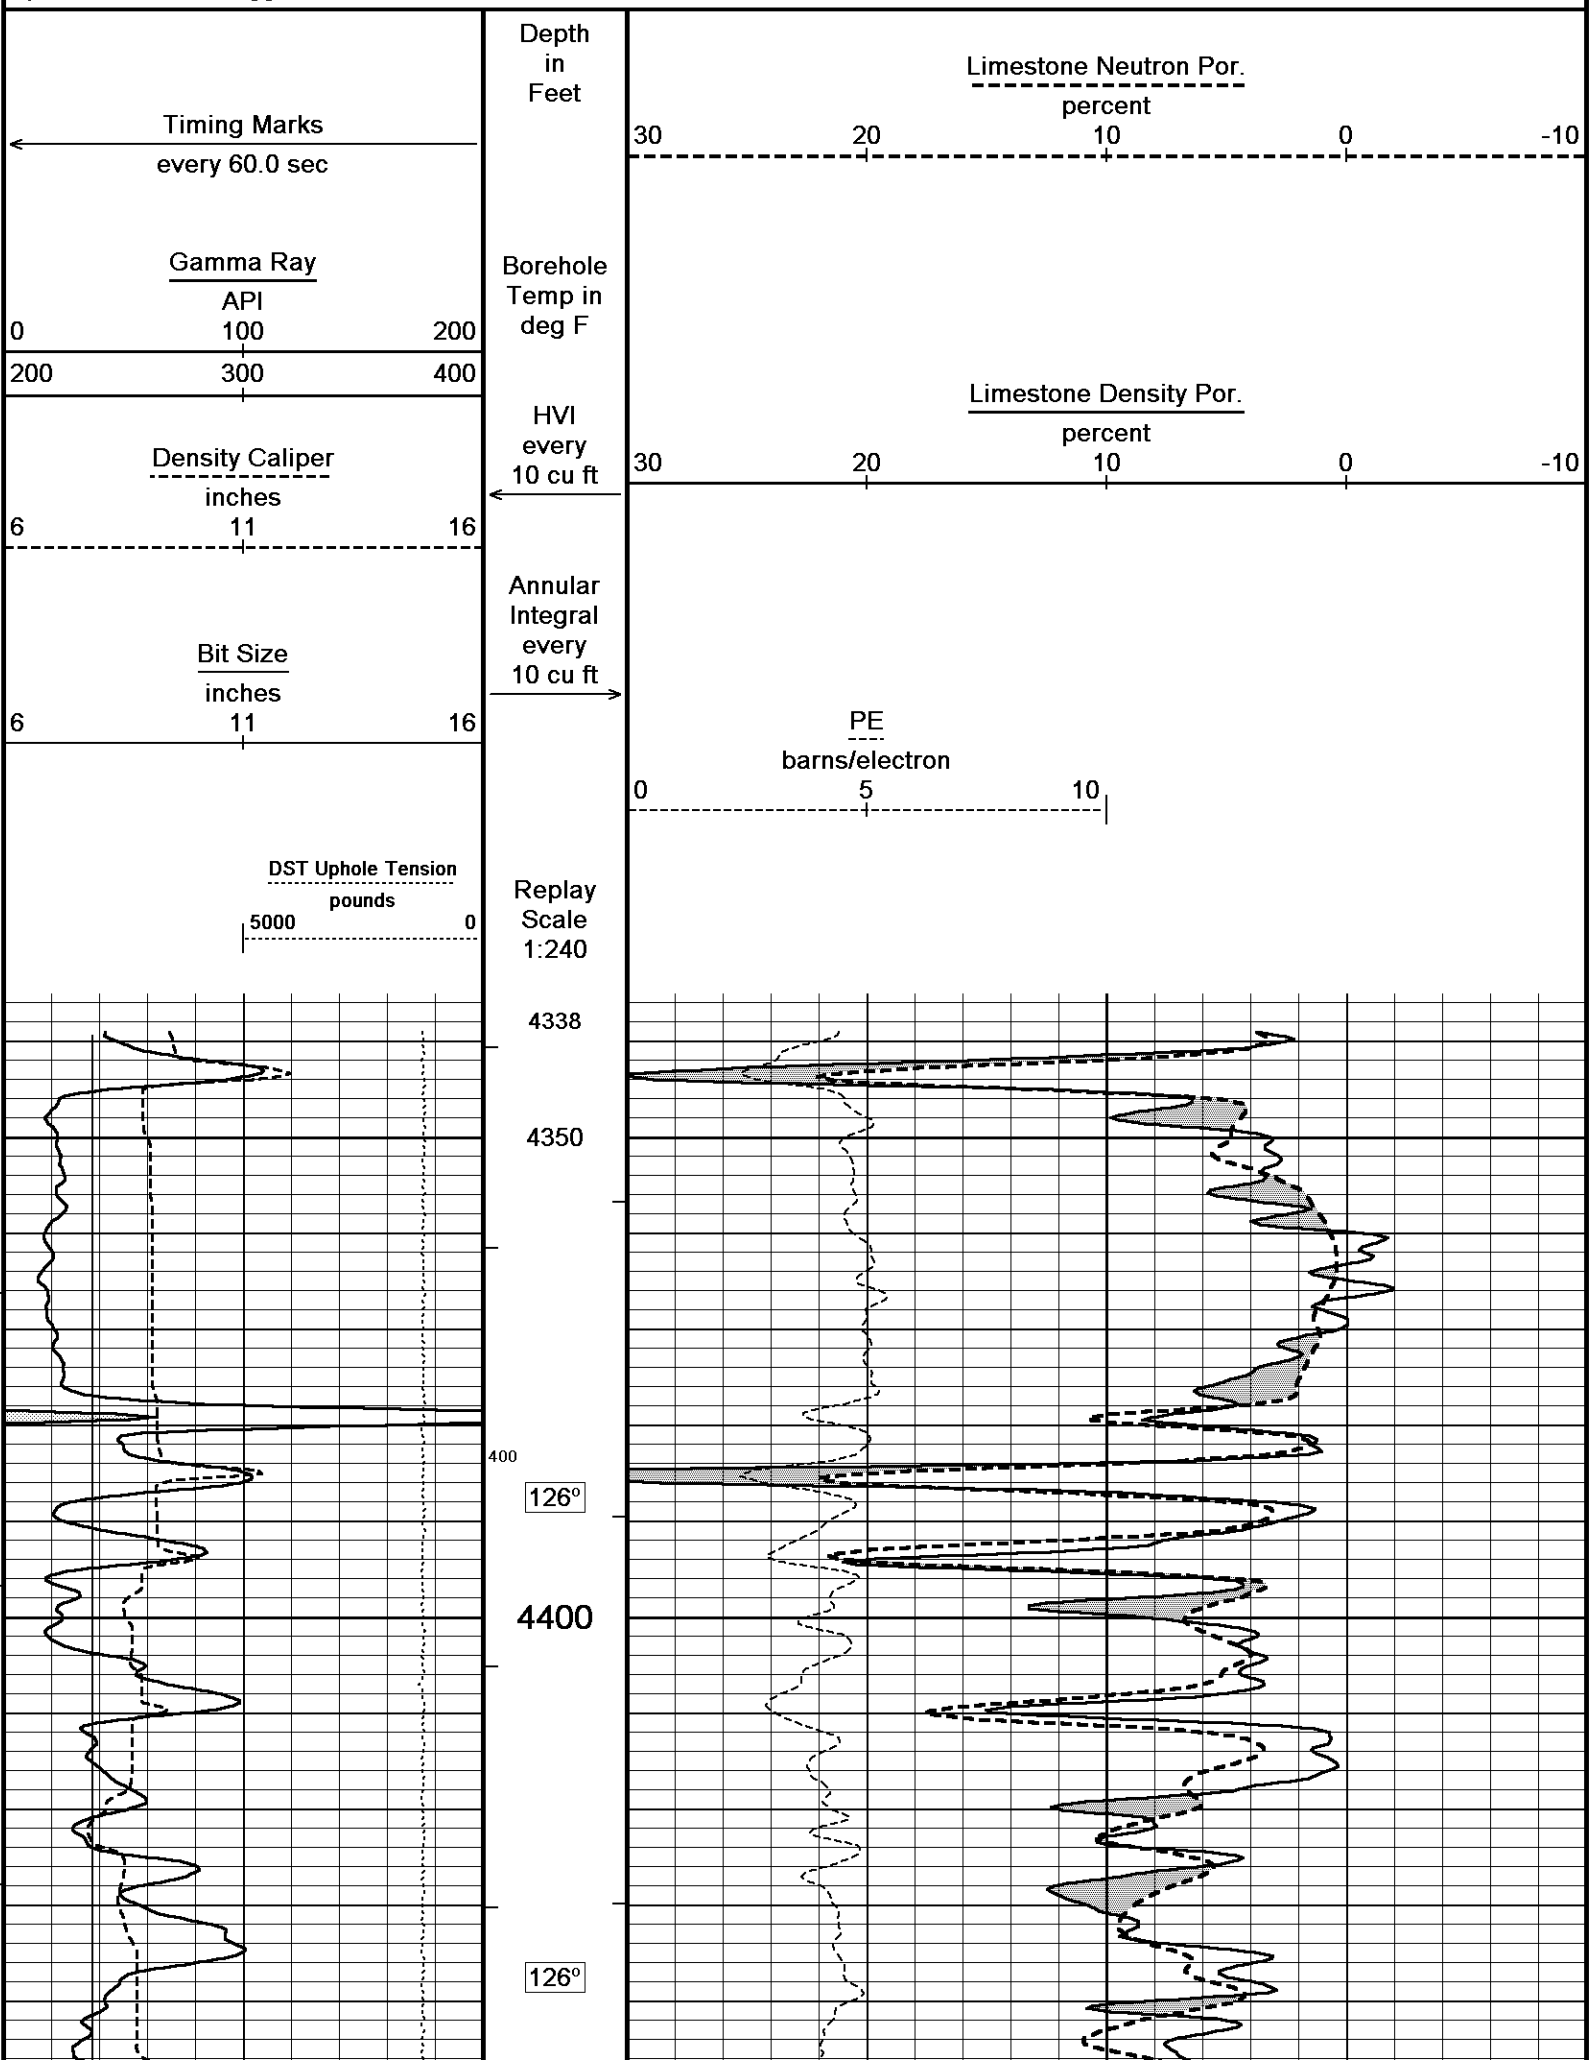 Timing Marks
every 60.0 sec
Gamma Ray
API
0 100 200
200 300 400
Density Caliper
inches
6 11 16
Bit Size
inches
6 11 16
DST Uphole Tension
pounds
5000 0
Depth
in
Feet
Borehole
Temp in
deg F
HVI
every
10 cu ft
Annular
Integral
every
10 cu ft
Replay
Scale
1:240
Limestone Neutron Por.
percent
30 20 10 0 -10
Limestone Density Por.
percent
30 20 10 0 -10
PE
barns/electron
0 5 10
4338
4350
400
126º
4400
126º